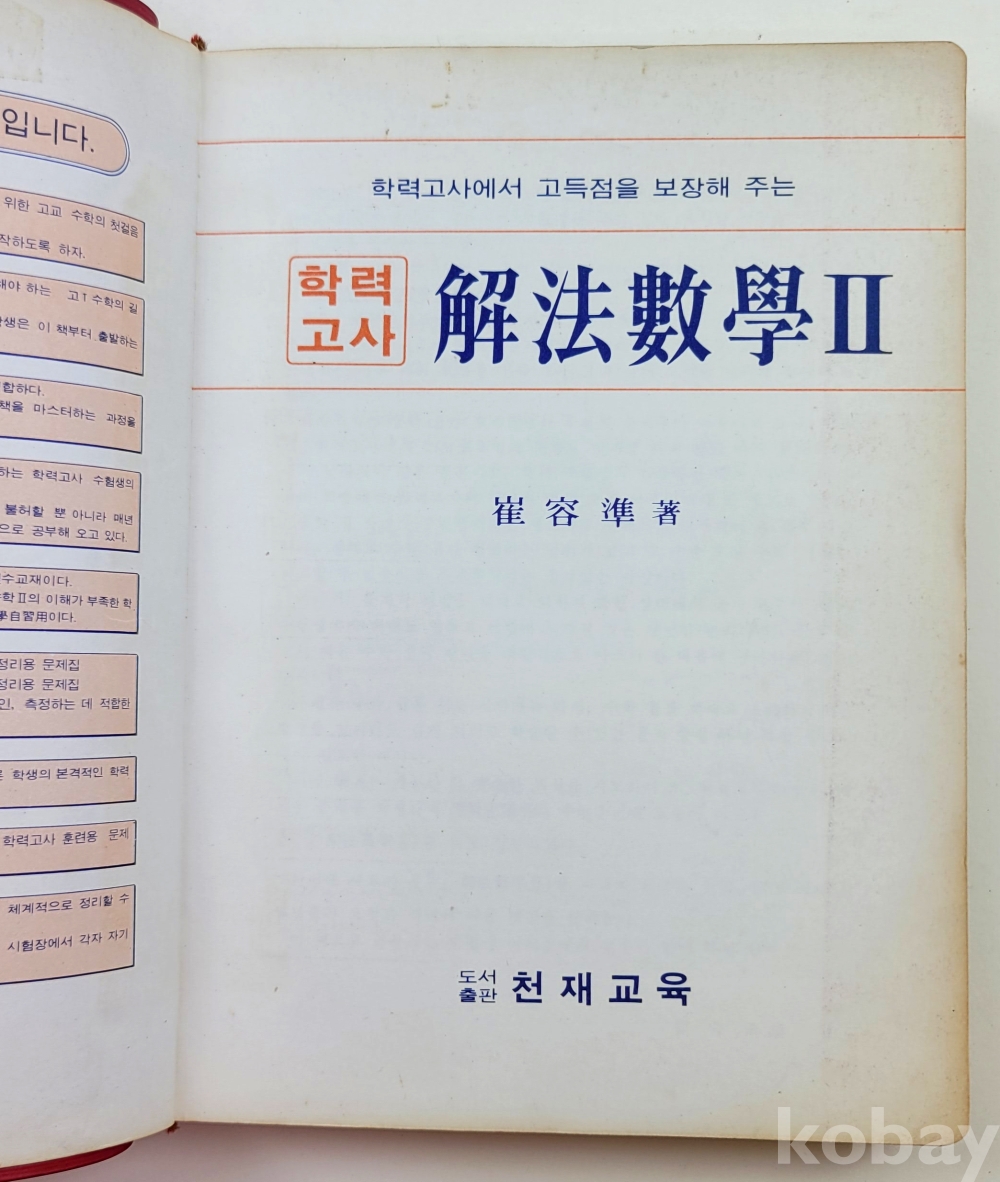 입니다.
위한 고교 수학의 첫걸음
작하도록 하자.
해야 하는 고1수학의 길
학생은 이 책부터 출발하는
합하다.
책을 마스터하는 과정을
하는 학력고사 수험생의
불허할 뿐 아니라 매년
으로 공부해 오고 있다.
수교재이다.
학Ⅱ의 이해가 부족한 학
學自習用이다.
정리용 문제집
정리용 문제집
인, 측정하는 데 적합한
학생의 본격적인 학력
학력고사 훈련용 문제
체계적으로 정리할 수
시험장에서 각자 자기
학력고사에서 고득점을 보장해 주는
학력
고사
解法數學Ⅱ
崔容準著
도서
출판
천재교육
kobay